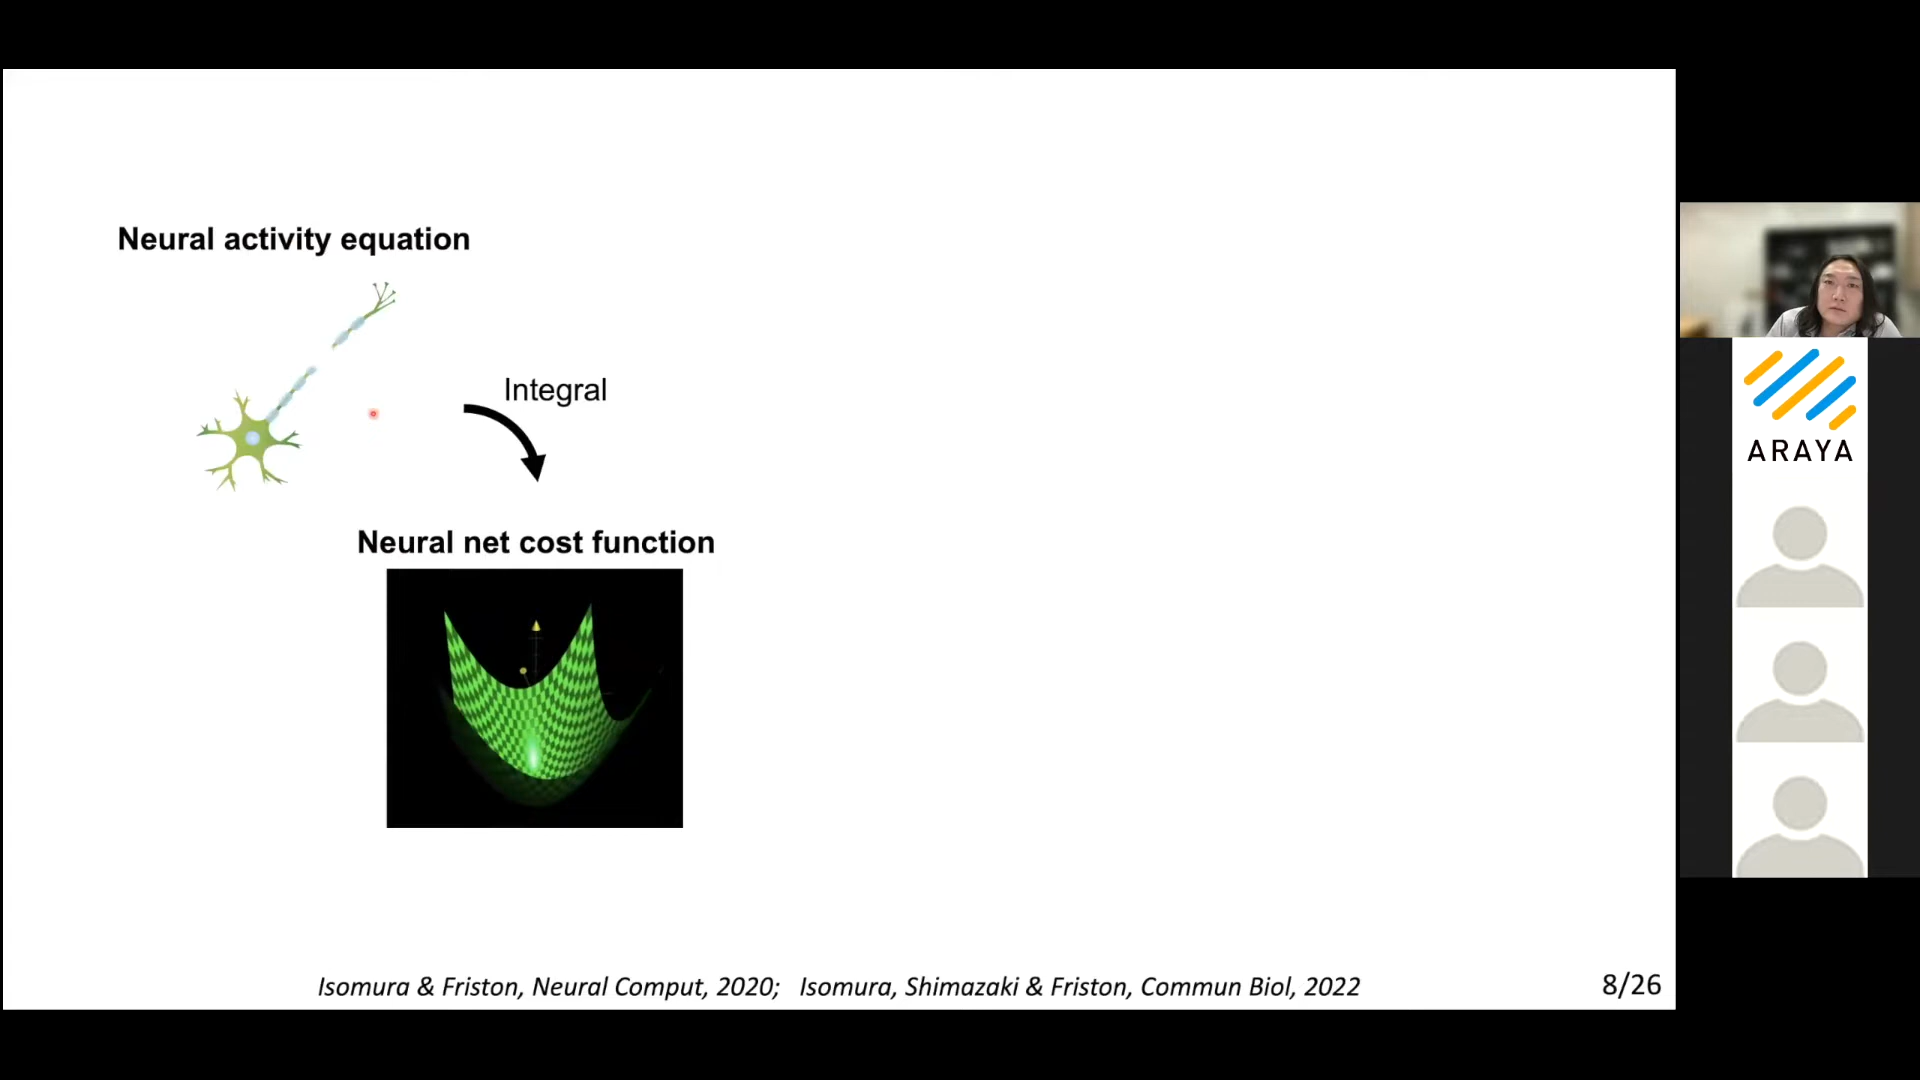 Neural activity equation
Integral
Neural net cost function
Isomura & Friston, Neural Comput, 2020; Isomura, Shimazaki & Friston, Commun Biol, 2022
8/26
ARAYA